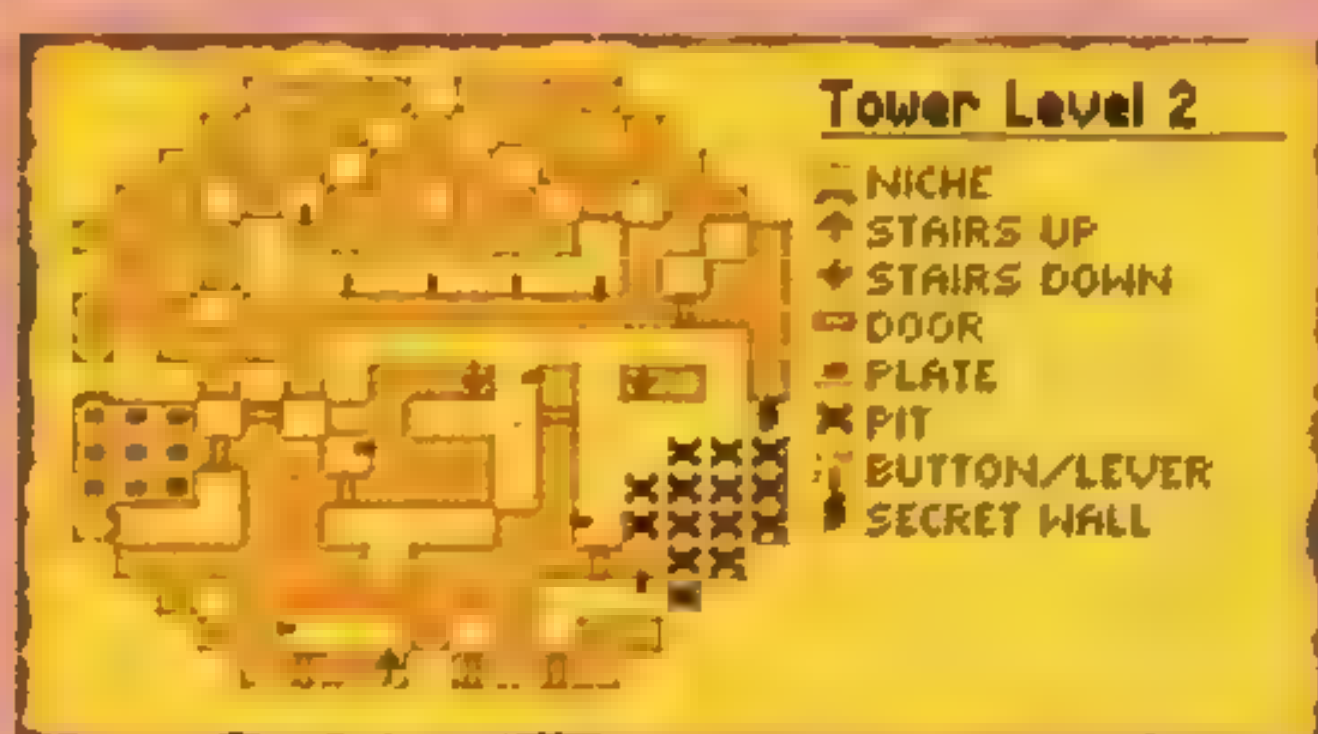 Tower Level 2
NICHE
STAIRS UP
STAIRS DOWN
DOOR
PLATE
PIT
BUTTON/LEVER
SECRET WALL